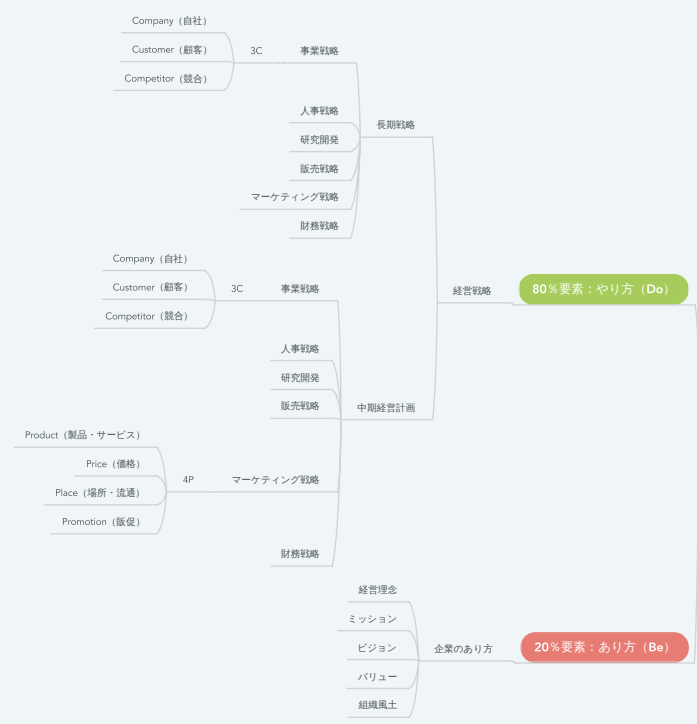 Company（自社）
Customer（顧客）
Competitor（競合）
3C
事業戦略
人事戦略
研究開発
販売戦略
マーケティング戦略
財務戦略
長期戦略
Company（自社）
Customer（顧客）
Competitor（競合）
3C
事業戦略
人事戦略
研究開発
販売戦略
Product（製品・サービス）
Price（価格）
Place（場所・流通）
Promotion（販促）
4P
マーケティング戦略
財務戦略
中期経営計画
経営戦略
80％要素：やり方（Do）
経営理念
ミッション
ビジョン
バリュー
組織風土
企業のあり方
20％要素：あり方（Be）